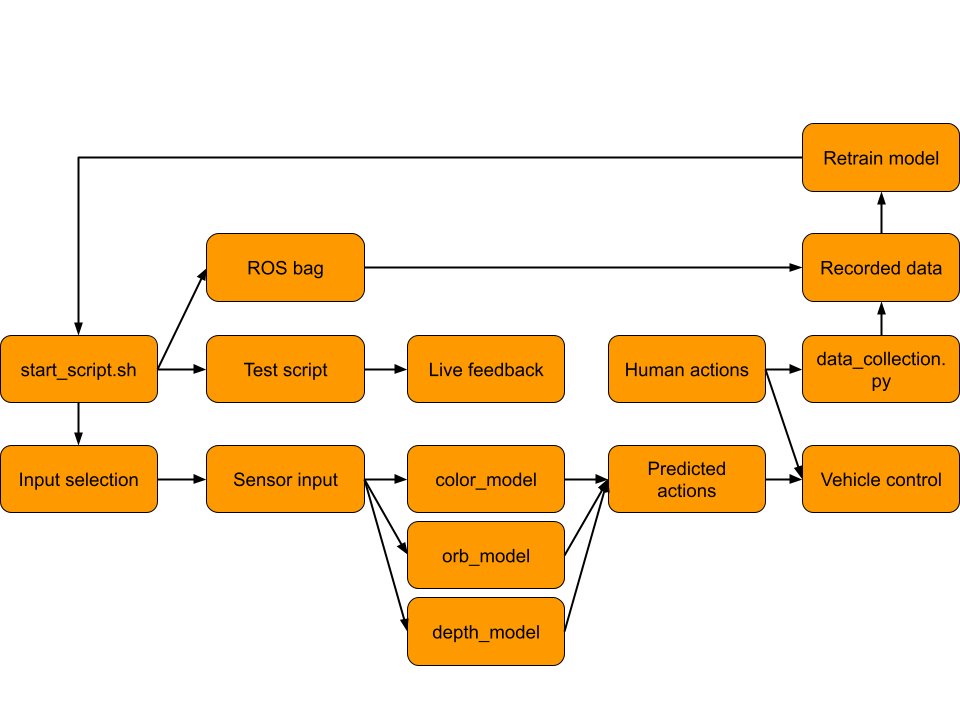 Retrain model
ROS bag
Recorded data
start_script.sh
Test script
Live feedback
Human actions
data_collection.
py
Input selection
Sensor input
color_model
Predicted
actions
Vehicle control
orb_model
depth_model